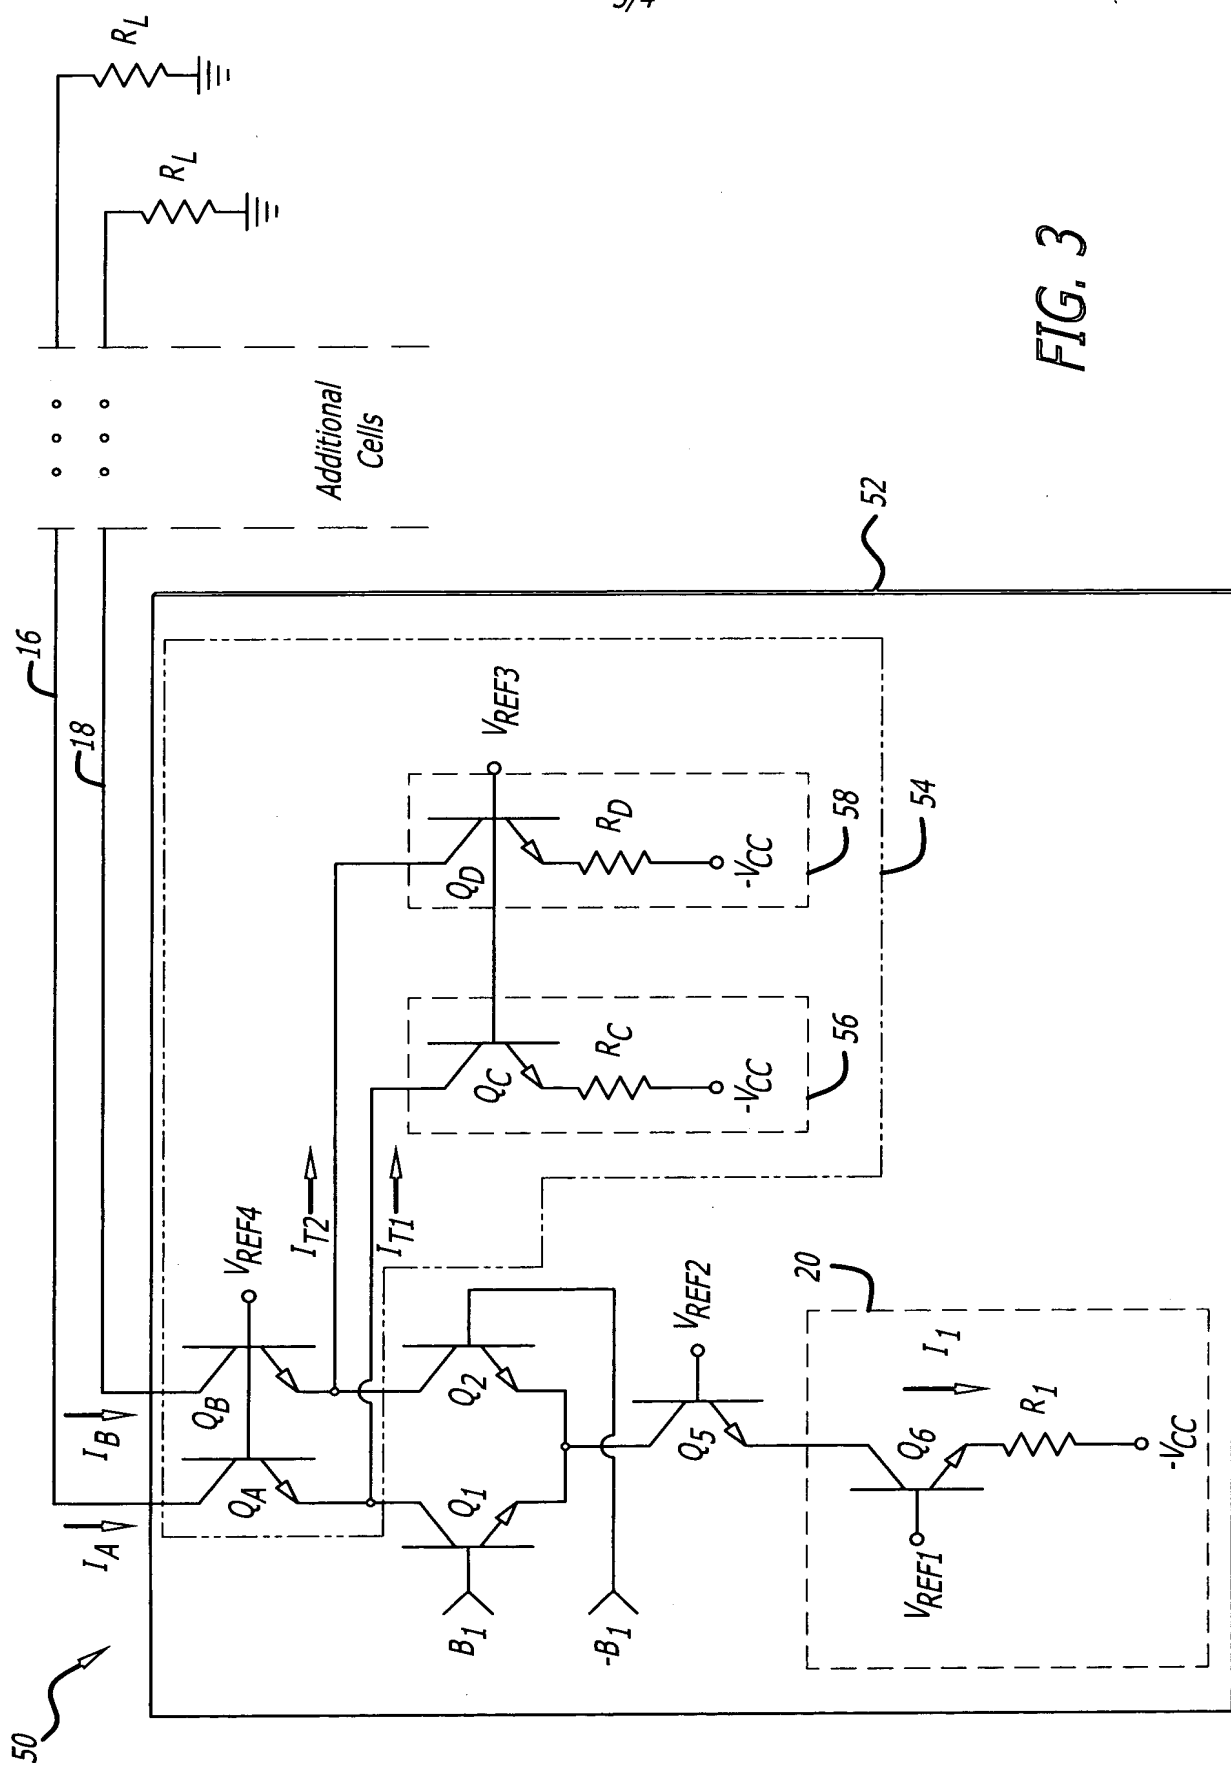 3/4
50
I_A
I_B
16
18
R_L
R_L
Additional
Cells
52
Q_A
Q_B
V_REF4
I_T2
I_T1
Q_D
V_REF3
R_D
-V_CC
58
54
Q_C
R_C
-V_CC
56
B_1
-B_1
Q_1
Q_2
Q_5
V_REF2
20
I_1
Q_6
V_REF1
R_1
-V_CC
FIG. 3